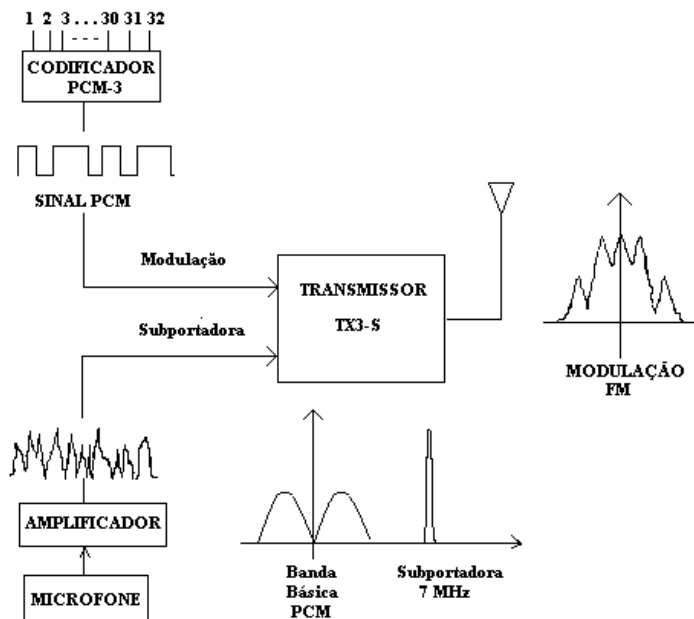 1 2 3 . . . 30 31 32
CODIFICADOR
PCM-3
SINAL PCM
Modulação
TRANSMISSOR
TX3-S
Subportadora
MODULAÇÃO
FM
AMPLIFICADOR
MICROFONE
Banda
Básica
PCM
Subportadora
7 MHz